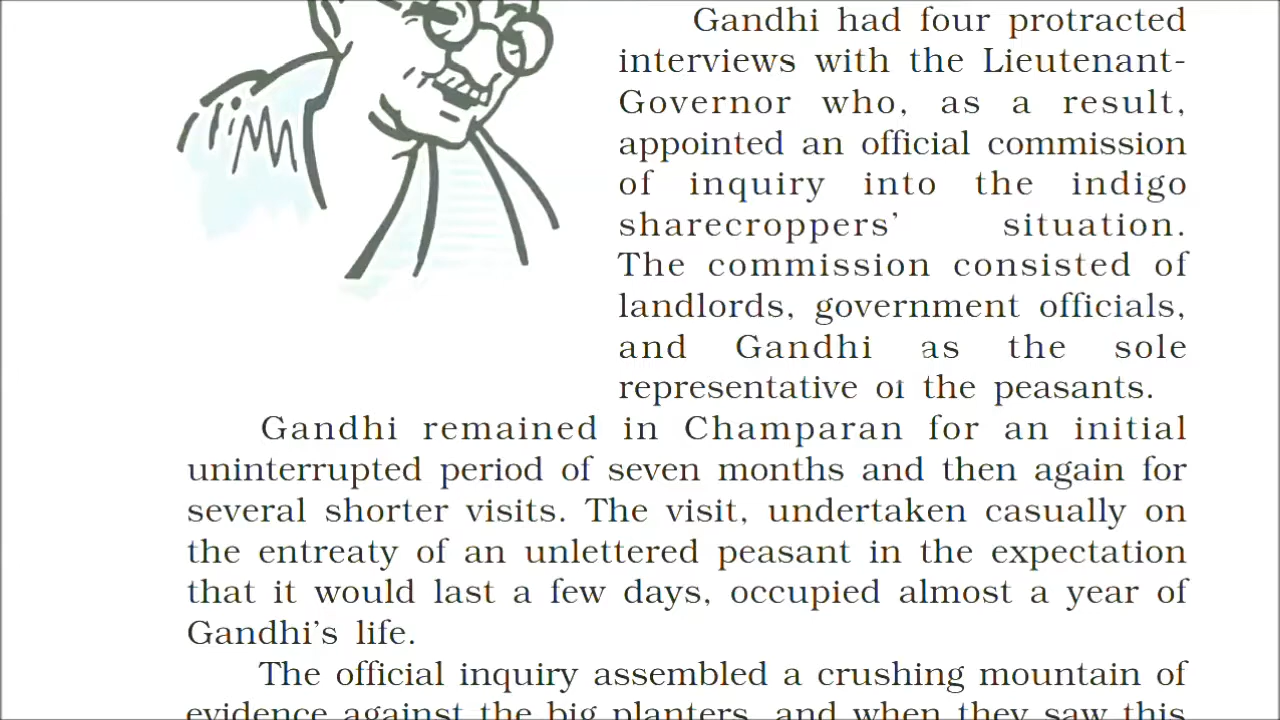 Gandhi had four protracted
interviews with the Lieutenant-
Governor who, as a result,
appointed an official commission
of inquiry into the indigo
sharecroppers' situation.
The commission consisted of
landlords, government officials,
and Gandhi as the sole
representative of the peasants.
Gandhi remained in Champaran for an initial
uninterrupted period of seven months and then again for
several shorter visits. The visit, undertaken casually on
the entreaty of an unlettered peasant in the expectation
that it would last a few days, occupied almost a year of
Gandhi's life.
The official inquiry assembled a crushing mountain of
evidence against the big planters, and when they saw this